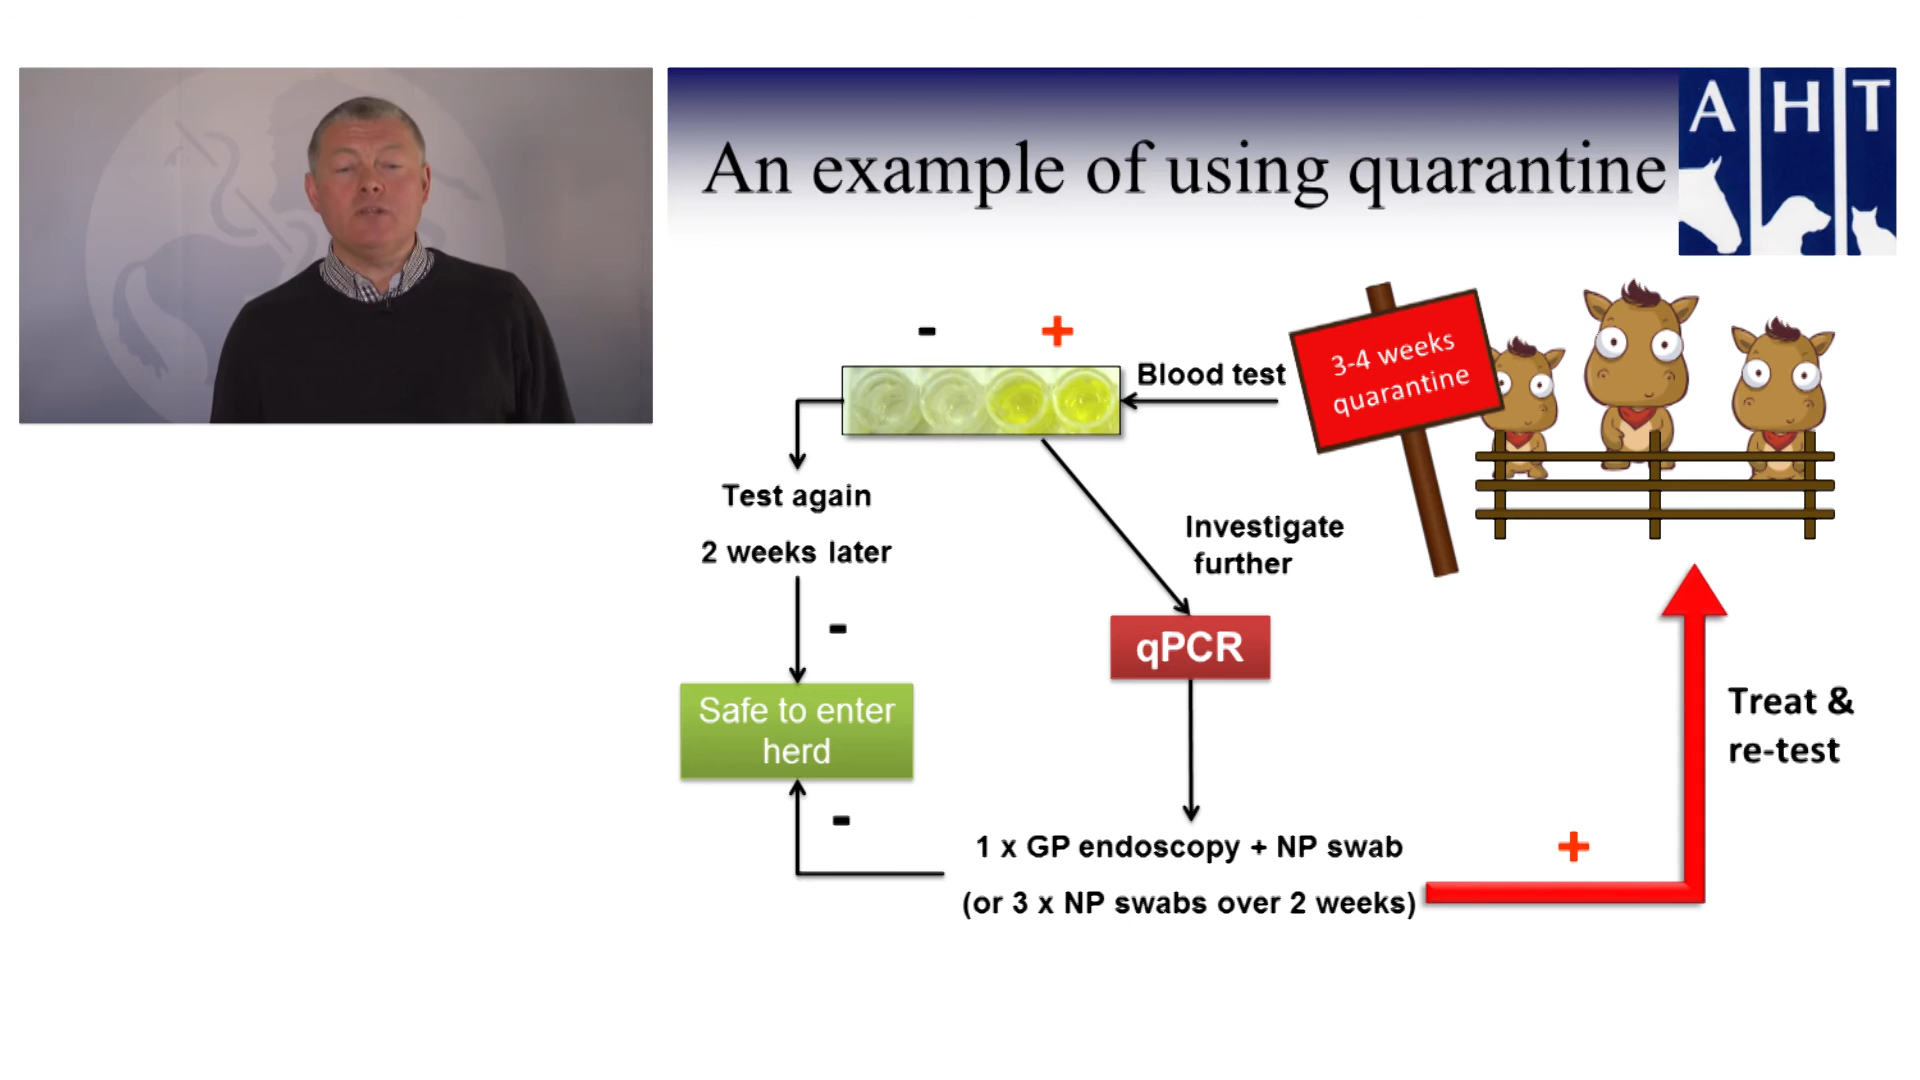 An example of using quarantine
A H T
- +
Blood test
3-4 weeks
quarantine
Test again
2 weeks later
Investigate
further
-
qPCR
Safe to enter
herd
Treat &
re-test
-
1 x GP endoscopy + NP swab
+
(or 3 x NP swabs over 2 weeks)